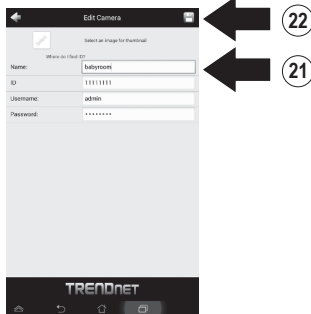 Edit Camera
22
Select an image for thumbnail
Where do I find ID?
Name: babyroom
21
ID 11111111
Username: admin
Password: ••••••••
TRENDNET